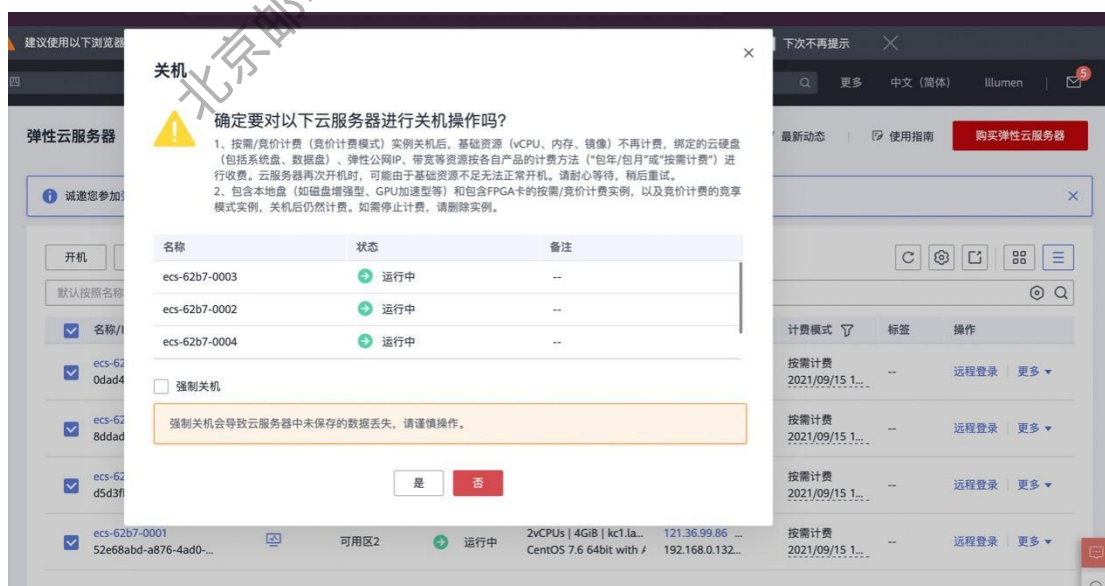 北京邮
建议使用以下浏览器
下次不再提示
四
更多 中文（简体） Illumen 5
弹性云服务器
最新动态 使用指南 购买弹性云服务器
诚邀您参加
关机
确定要对以下云服务器进行关机操作吗?
1、按需/竞价计费（竞价计费模式）实例关机后，基础资源（vCPU、内存、镜像）不再计费，绑定的云硬盘
（包括系统盘、数据盘）、弹性公网IP、带宽等资源按各自产品的计费方法（“包年/包月”或“按需计费”）进
行收费。云服务器再次开机时，可能由于基础资源不足无法正常开机。请耐心等待，稍后重试。
2、包含本地盘（如磁盘增强型、GPU加速型等）和包含FPGA卡的按需/竞价计费实例，以及竞价计费的竞享
模式实例，关机后仍然计费。如需停止计费，请删除实例。
名称 状态 备注
ecs-62b7-0003 运行中 --
ecs-62b7-0002 运行中 --
ecs-62b7-0004 运行中 --
强制关机
强制关机会导致云服务器中未保存的数据丢失，请谨慎操作。
是 否
开机
默认按照名称
名称/I 计费模式 标签 操作
ecs-62 按需计费
0dad4 2021/09/15 1... -- 远程登录 更多
ecs-62 按需计费
8ddad 2021/09/15 1... -- 远程登录 更多
ecs-62 按需计费
d5d3fl 2021/09/15 1... -- 远程登录 更多
ecs-62b7-0001 可用区2 运行中 2vCPUs | 4GiB | kc1.la... 121.36.99.86 ... 按需计费
52e68abd-a876-4ad0-... CentOS 7.6 64bit with 192.168.0.132... 2021/09/15 1... -- 远程登录 更多